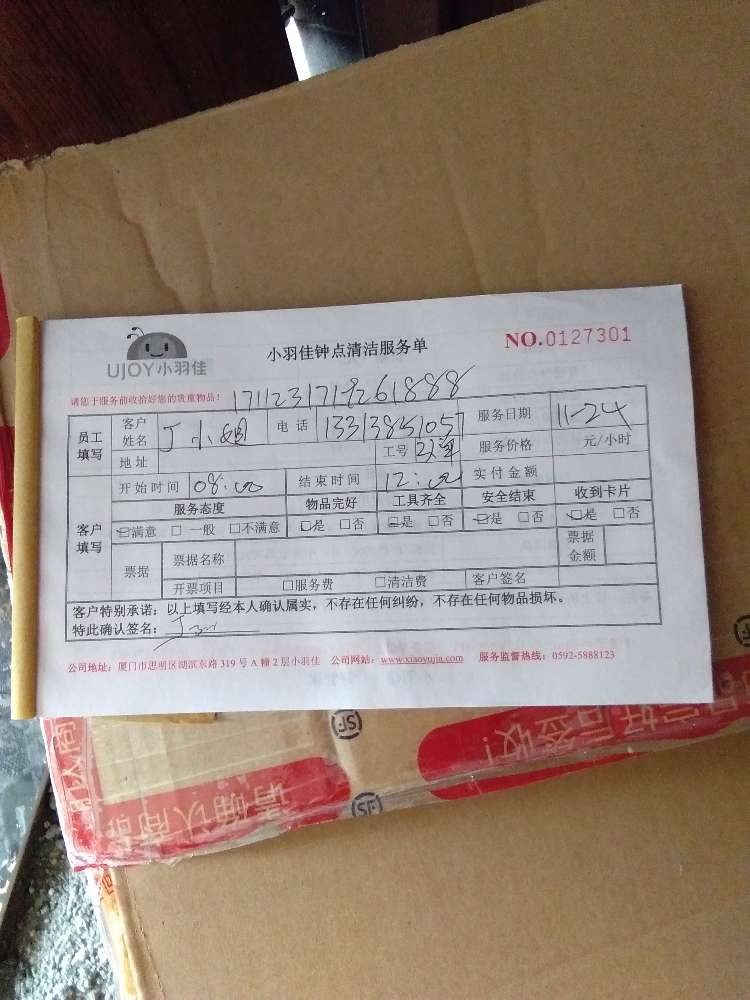 UJOY小羽佳
小羽佳钟点清洁服务单
NO.0127301
请您于服务前收拾好您的贵重物品!
员工填写 客户姓名 丁小姐 电话 13313851057 服务日期 11-24
地址 工号 服务价格 元/小时
开始时间 08:00 结束时间 12:00 实付金额
客户填写 服务态度 物品完好 工具齐全 安全结束 收到卡片
满意 □一般 □不满意 是 □否 是 □否 是 □否 是 □否
票据 票据名称 票据金额
开票项目 □服务费 □清洁费 客户签名
客户特别承诺:以上填写经本人确认属实,不存在任何纠纷,不存在任何物品损坏。
特此确认签名:
公司地址:厦门市思明区湖滨东路319号A幢2层小羽佳 公司网站:www.xiaoyujia.com 服务监督热线:0592-5888123
SF
SF
请确认商